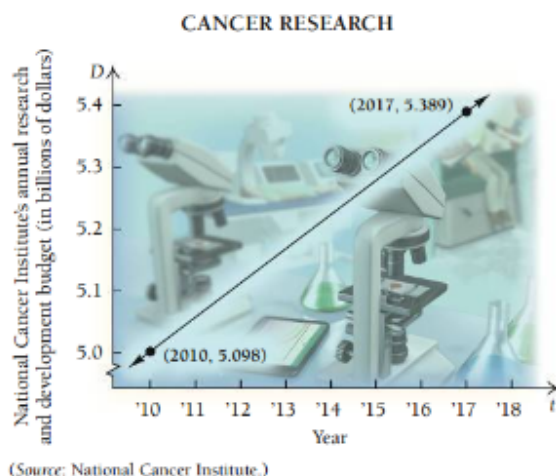 CANCER RESEARCH
National Cancer Institute's annual research
and development budget (in billions of dollars)
D
5.4
5.3
5.2
5.1
5.0
(2017, 5.389)
(2010, 5.098)
'10 '11 '12 '13 '14 '15 '16 '17 '18 t
Year
(Source: National Cancer Institute.)